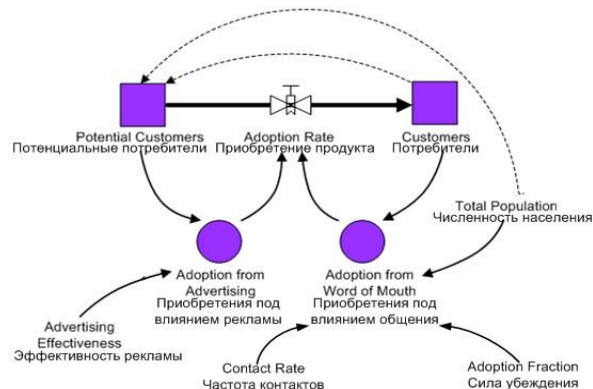 Potential Customers
Потенциальные потребители
Adoption Rate
Приобретение продукта
Customers
Потребители
Total Population
Численность населения
Adoption from
Advertising
Приобретения под
влиянием рекламы
Adoption from
Word of Mouth
Приобретения под
влиянием общения
Advertising
Effectiveness
Эффективность рекламы
Contact Rate
Частота контактов
Adoption Fraction
Сила убеждения